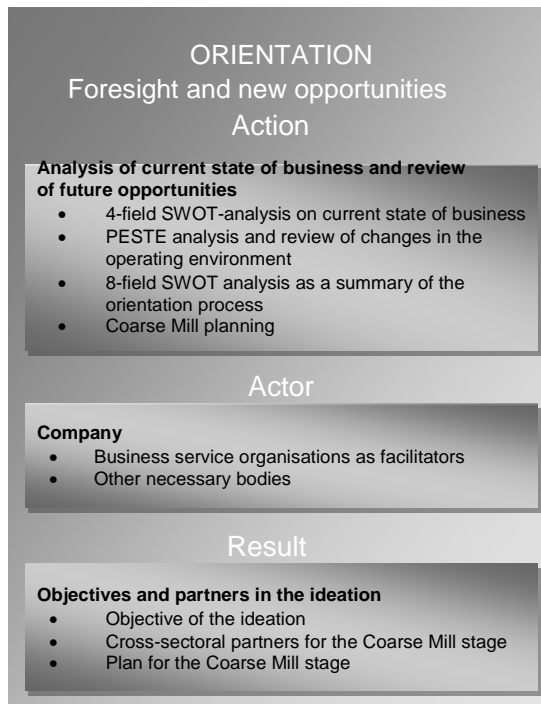 ORIENTATION
Foresight and new opportunities
Action
Analysis of current state of business and review
of future opportunities
• 4-field SWOT-analysis on current state of business
• PESTE analysis and review of changes in the
operating environment
• 8-field SWOT analysis as a summary of the
orientation process
• Coarse Mill planning
Actor
Company
• Business service organisations as facilitators
• Other necessary bodies
Result
Objectives and partners in the ideation
• Objective of the ideation
• Cross-sectoral partners for the Coarse Mill stage
• Plan for the Coarse Mill stage